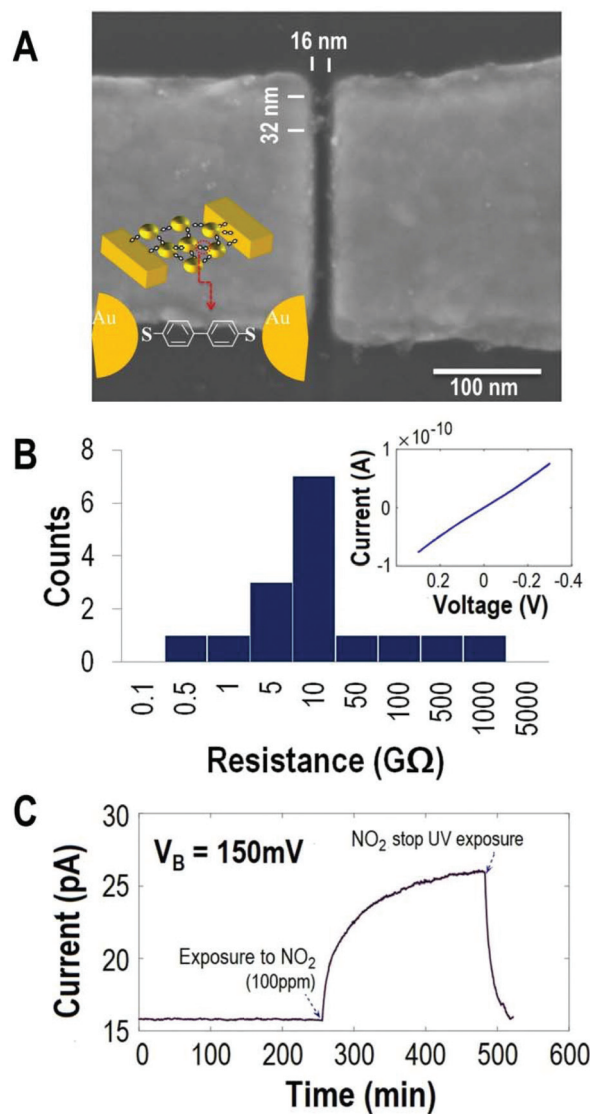 A
16 nm
32 nm
Au
S
S
Au
100 nm
B
Counts
8
6
4
2
0
0.1
0.5
1
5
10
50
100
500
1000
5000
Resistance (GΩ)
Current (A)
×10⁻¹⁰
1
0
-1
0.2
0
-0.2
-0.4
Voltage (V)
C
Current (pA)
30
25
20
15
V_B = 150mV
NO₂ stop UV exposure
Exposure to NO₂
(100ppm)
0
100
200
300
400
500
600
Time (min)